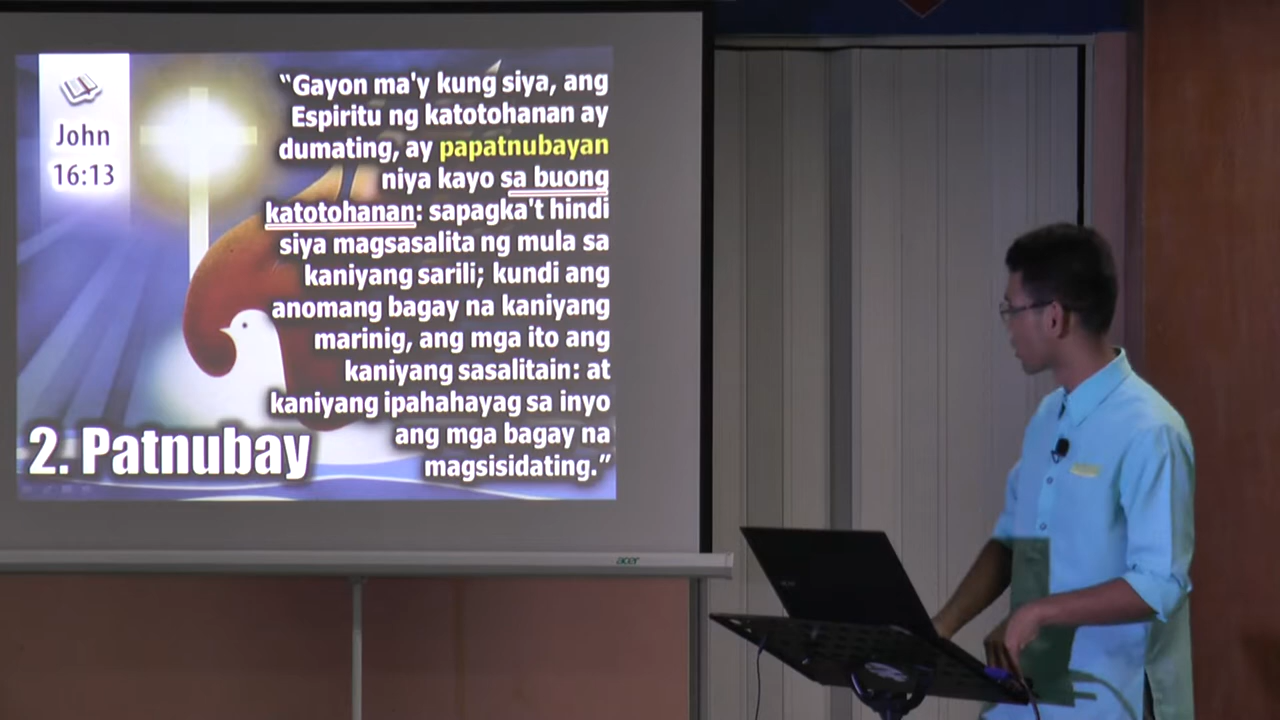 John
16:13
“Gayon ma'y kung siya, ang
Espiritu ng katotohanan ay
dumating, ay papatnubayan
niya kayo sa buong
katotohanan: sapagka't hindi
siya magsasalita ng mula sa
kaniyang sarili; kundi ang
anomang bagay na kaniyang
marinig, ang mga ito ang
kaniyang sasalitain: at
kaniyang ipahahayag sa inyo
ang mga bagay na
magsisidating.”
2. Patnubay
acer